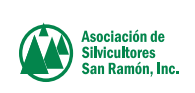 Asociación de
Silvicultores
San Ramón, Inc.